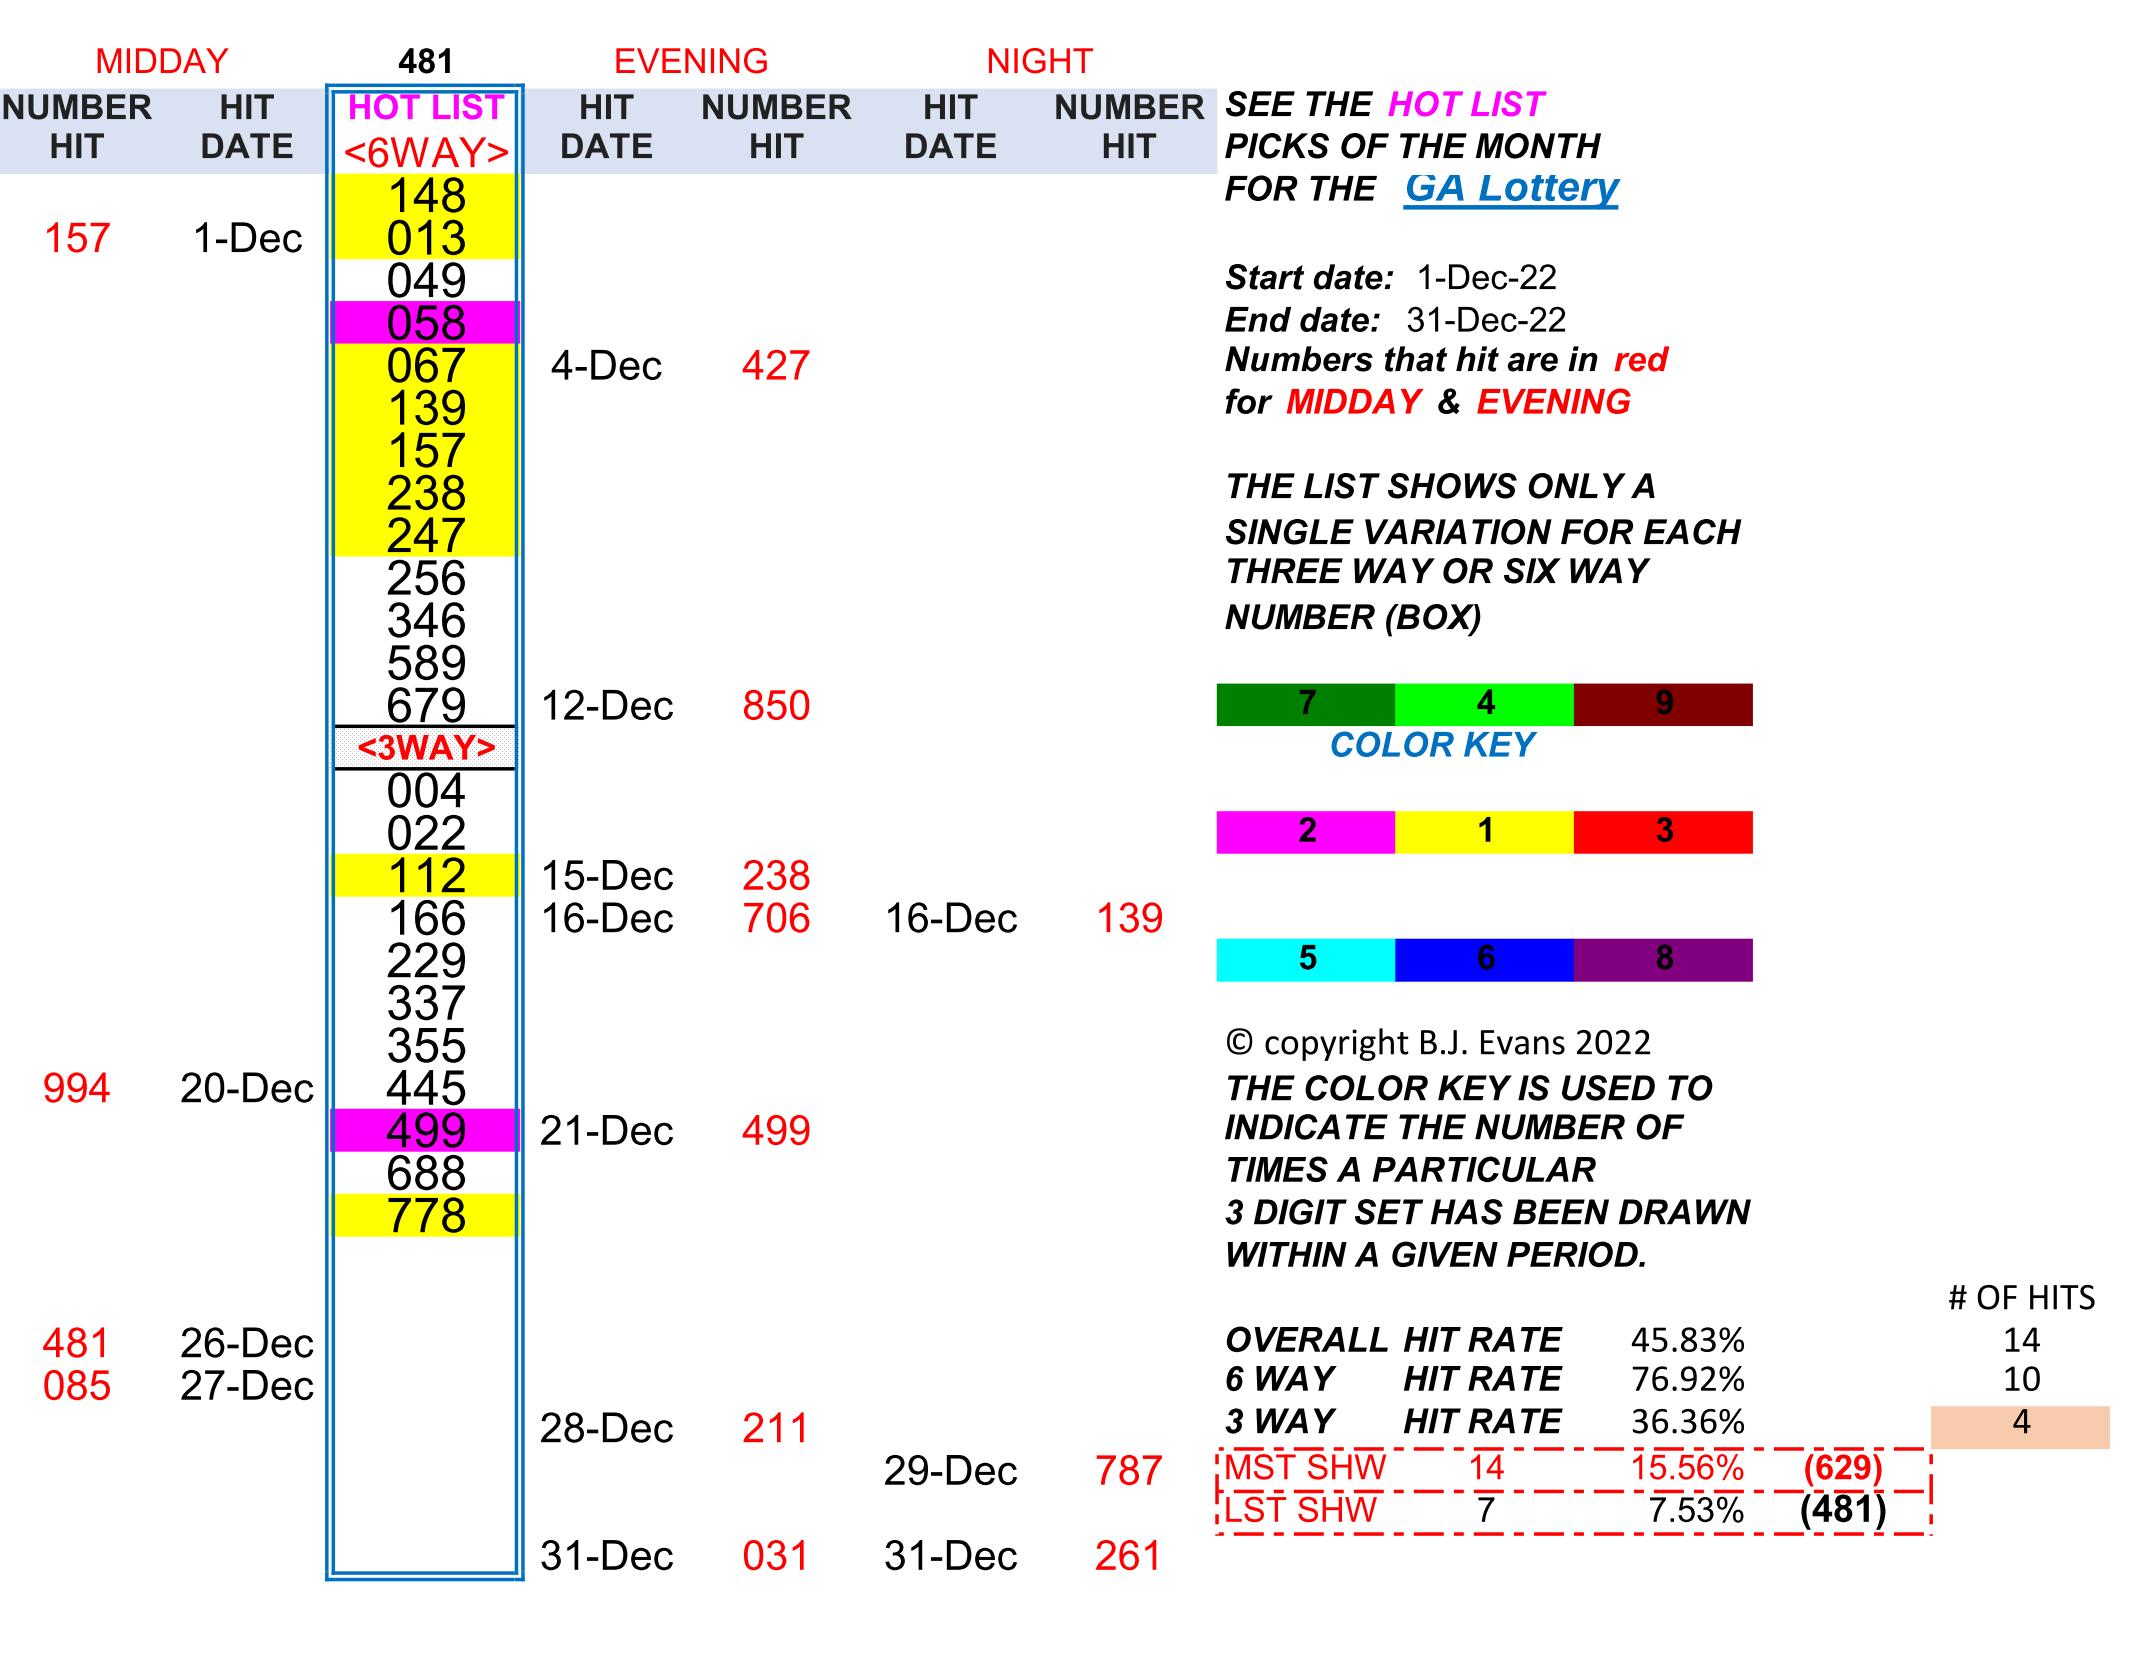 MIDDAY 481 EVENING NIGHT
NUMBER HIT HOT LIST HIT NUMBER HIT NUMBER SEE THE HOT LIST
HIT DATE <6WAY> DATE HIT DATE HIT PICKS OF THE MONTH
148 FOR THE GA Lottery
157 1-Dec 013
049 Start date: 1-Dec-22
058 End date: 31-Dec-22
067 4-Dec 427 Numbers that hit are in red
139 for MIDDAY & EVENING
157
238 THE LIST SHOWS ONLY A
247 SINGLE VARIATION FOR EACH
256 THREE WAY OR SIX WAY
346 NUMBER (BOX)
589
679 12-Dec 850 7 4 9
<3WAY> COLOR KEY
004
022 2 1 3
112 15-Dec 238
166 16-Dec 706 16-Dec 139
229 5 6 8
337
355 © copyright B.J. Evans 2022
994 20-Dec 445 THE COLOR KEY IS USED TO
499 21-Dec 499 INDICATE THE NUMBER OF
688 TIMES A PARTICULAR
778 3 DIGIT SET HAS BEEN DRAWN
WITHIN A GIVEN PERIOD.
# OF HITS
481 26-Dec OVERALL HIT RATE 45.83% 14
085 27-Dec 6 WAY HIT RATE 76.92% 10
28-Dec 211 3 WAY HIT RATE 36.36% 4
29-Dec 787 MST SHW 14 15.56% (629)
LST SHW 7 7.53% (481)
31-Dec 031 31-Dec 261